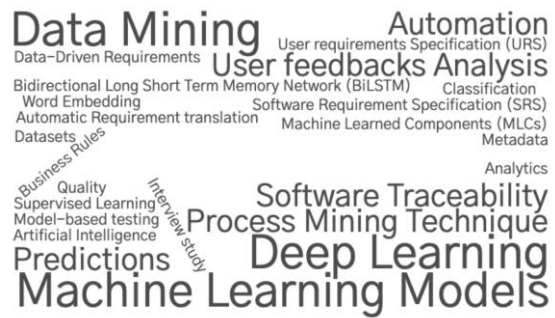 Data Mining
Automation
User requirements Specification (URS)
Data-Driven Requirements
User feedbacks Analysis
Bidirectional Long Short Term Memory Network (BiLSTM)
Classification
Word Embedding
Software Requirement Specification (SRS)
Automatic Requirement translation
Machine Learned Components (MLCs)
Datasets
Metadata
Business Rules
Analytics
Quality
Interview study
Supervised Learning
Software Traceability
Model-based testing
Process Mining Technique
Artificial Intelligence
Deep Learning
Predictions
Machine Learning Models